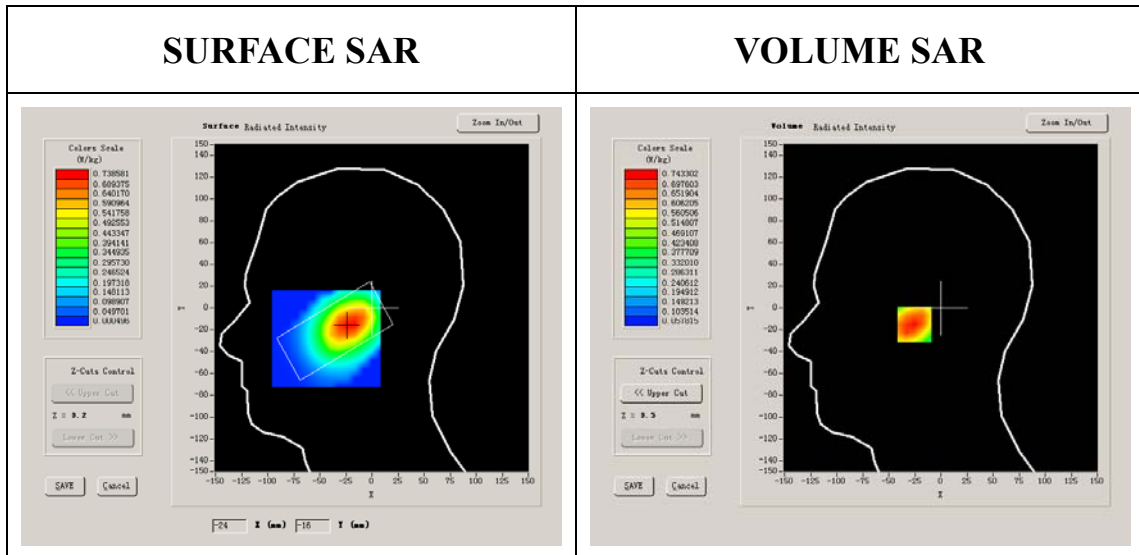 SURFACE SAR
Surface Radiated Intensity
Zoom In/Out
Colors Scale
(W/kg)
0.738581
0.689375
0.640170
0.590964
0.541758
0.492553
0.443347
0.394141
0.344935
0.295730
0.246524
0.197318
0.148113
0.098907
0.049701
0.000496
150
140
120
100
80
60
40
20
0
-20
-40
-60
-80
-100
-120
-140
-150
Y
-150 -125 -100 -75 -50 -25 0 25 50 75 100 125 150
X
Z-Cuts Control
<< Upper Cut
Z = 3.2 mm
Lower Cut >>
SAVE Cancel
-24 X (mm) -16 Y (mm)
VOLUME SAR
Volume Radiated Intensity
Zoom In/Out
Colors Scale
(W/kg)
0.743302
0.697603
0.651904
0.606205
0.560506
0.514807
0.469107
0.423408
0.377709
0.332010
0.286311
0.240612
0.194912
0.149213
0.103514
0.057815
150
140
120
100
80
60
40
20
0
-20
-40
-60
-80
-100
-120
-140
-150
Y
-150 -125 -100 -75 -50 -25 0 25 50 75 100 125 150
X
Z-Cuts Control
<< Upper Cut
Lower Cut >>
SAVE Cancel